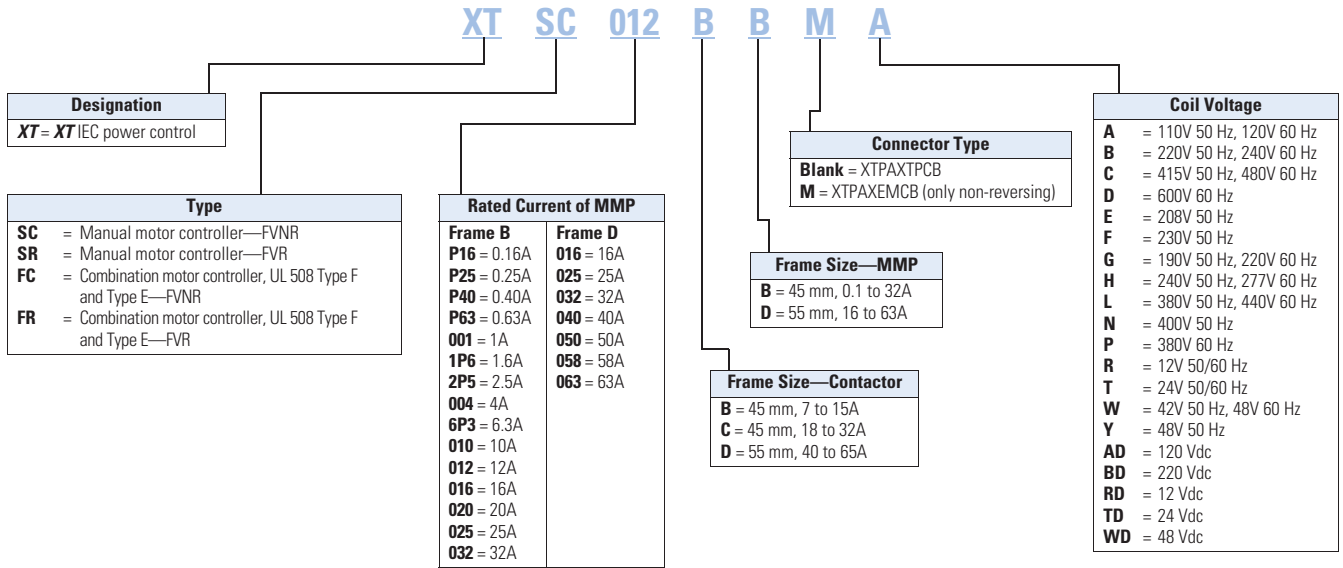 XT SC 012 B B M A
Designation
XT = XT IEC power control
Type
SC = Manual motor controller—FVNR
SR = Manual motor controller—FVR
FC = Combination motor controller, UL 508 Type F
and Type E—FVNR
FR = Combination motor controller, UL 508 Type F
and Type E—FVR
Rated Current of MMP
Frame B
P16 = 0.16A
P25 = 0.25A
P40 = 0.40A
P63 = 0.63A
001 = 1A
1P6 = 1.6A
2P5 = 2.5A
004 = 4A
6P3 = 6.3A
010 = 10A
012 = 12A
016 = 16A
020 = 20A
025 = 25A
032 = 32A
Frame D
016 = 16A
025 = 25A
032 = 32A
040 = 40A
050 = 50A
058 = 58A
063 = 63A
Frame Size—Contactor
B = 45 mm, 7 to 15A
C = 45 mm, 18 to 32A
D = 55 mm, 40 to 65A
Frame Size—MMP
B = 45 mm, 0.1 to 32A
D = 55 mm, 16 to 63A
Connector Type
Blank = XTPAXTPCB
M = XTPAXEMCB (only non-reversing)
Coil Voltage
A = 110V 50 Hz, 120V 60 Hz
B = 220V 50 Hz, 240V 60 Hz
C = 415V 50 Hz, 480V 60 Hz
D = 600V 60 Hz
E = 208V 50 Hz
F = 230V 50 Hz
G = 190V 50 Hz, 220V 60 Hz
H = 240V 50 Hz, 277V 60 Hz
L = 380V 50 Hz, 440V 60 Hz
N = 400V 50 Hz
P = 380V 60 Hz
R = 12V 50/60 Hz
T = 24V 50/60 Hz
W = 42V 50 Hz, 48V 60 Hz
Y = 48V 50 Hz
AD = 120 Vdc
BD = 220 Vdc
RD = 12 Vdc
TD = 24 Vdc
WD = 48 Vdc